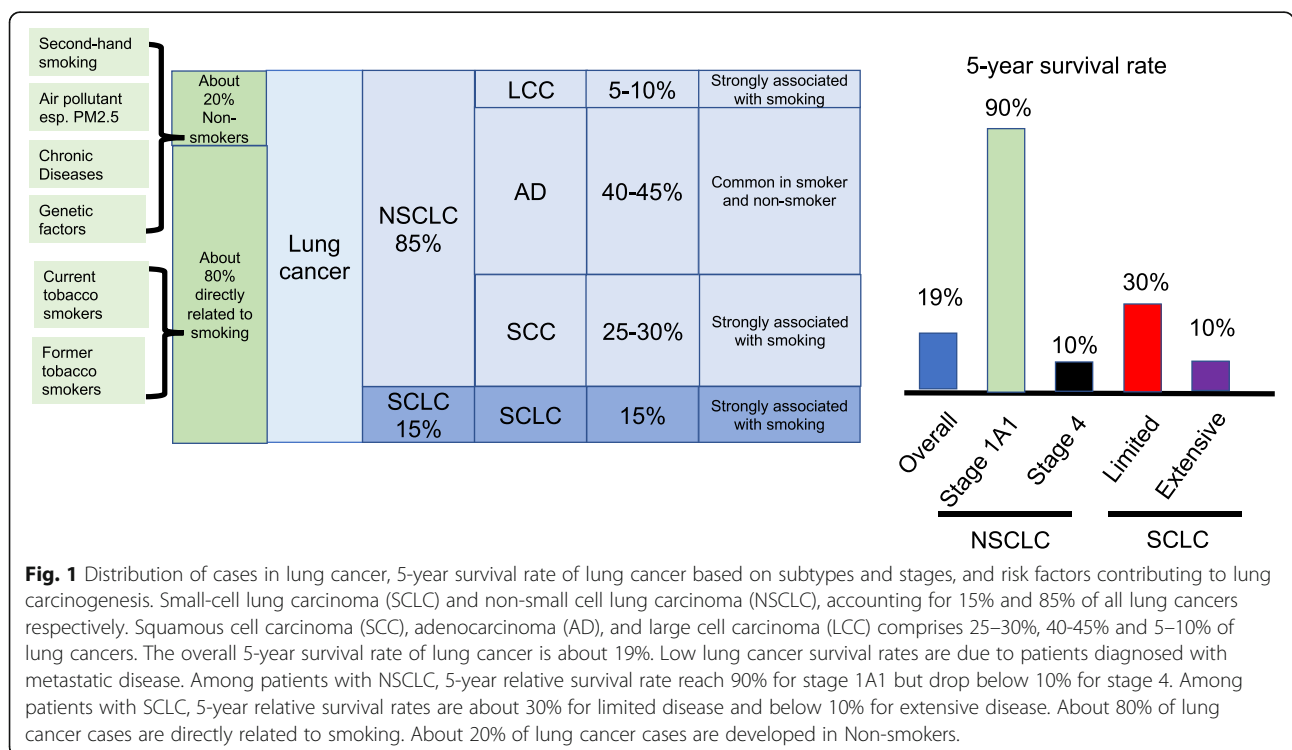 Second-hand
smoking
Air pollutant
esp. PM2.5
Chronic
Diseases
Genetic
factors
Current
tobacco
smokers
Former
tobacco
smokers
About
20%
Non-
smokers
About
80%
directly
related to
smoking
Lung
cancer
NSCLC
85%
SCLC
15%
LCC
5-10%
Strongly associated
with smoking
AD
40-45%
Common in smoker
and non-smoker
SCC
25-30%
Strongly associated
with smoking
SCLC
15%
Strongly associated
with smoking
5-year survival rate
19%
90%
10%
30%
10%
Overall
Stage 1A1
Stage 4
Limited
Extensive
NSCLC
SCLC
Fig. 1 Distribution of cases in lung cancer, 5-year survival rate of lung cancer based on subtypes and stages, and risk factors contributing to lung
carcinogenesis. Small-cell lung carcinoma (SCLC) and non-small cell lung carcinoma (NSCLC), accounting for 15% and 85% of all lung cancers
respectively. Squamous cell carcinoma (SCC), adenocarcinoma (AD), and large cell carcinoma (LCC) comprises 25–30%, 40-45% and 5–10% of
lung cancers. The overall 5-year survival rate of lung cancer is about 19%. Low lung cancer survival rates are due to patients diagnosed with
metastatic disease. Among patients with NSCLC, 5-year relative survival rate reach 90% for stage 1A1 but drop below 10% for stage 4. Among
patients with SCLC, 5-year relative survival rates are about 30% for limited disease and below 10% for extensive disease. About 80% of lung
cancer cases are directly related to smoking. About 20% of lung cancer cases are developed in Non-smokers.